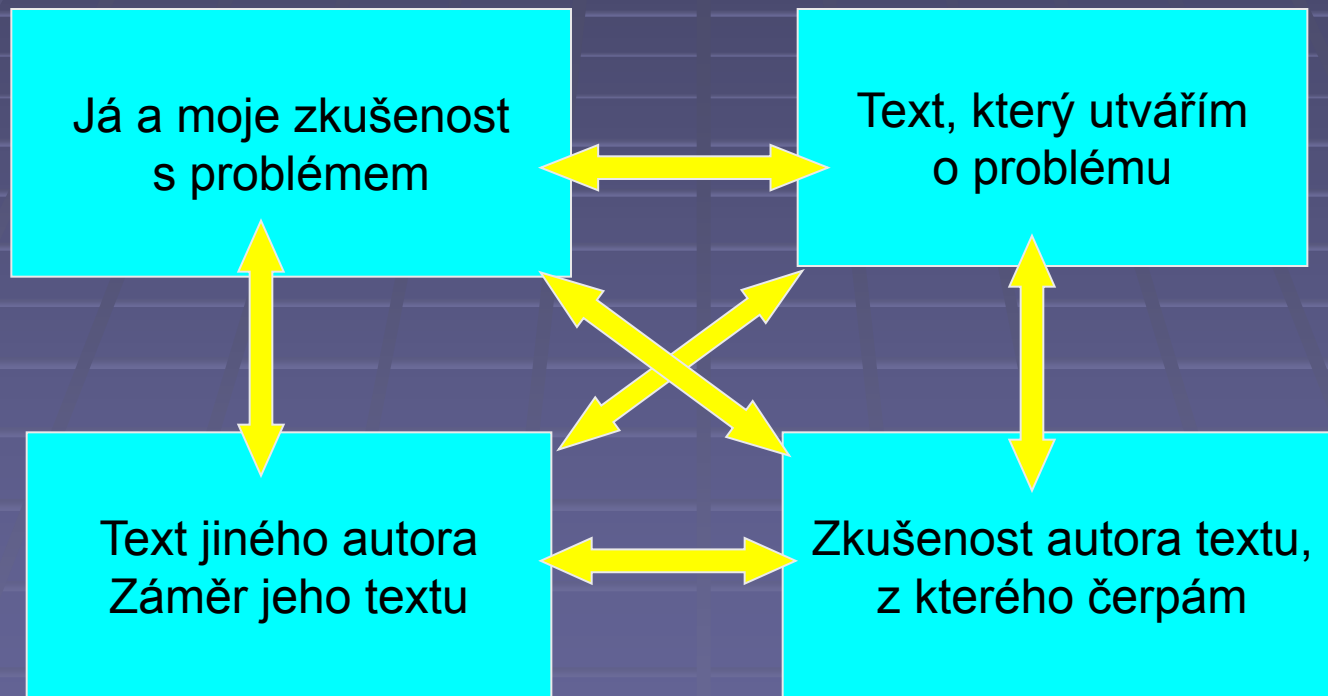 Já a moje zkušenost
s problémem
Text, který utvářím
o problému
Text jiného autora
Záměr jeho textu
Zkušenost autora textu,
z kterého čerpám